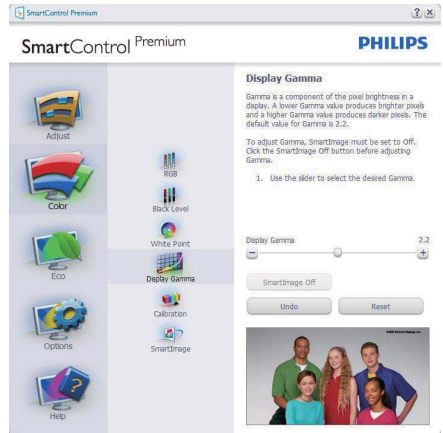 SmartControl Premium
? ×
SmartControl Premium
PHILIPS
Adjust
Color
Eco
Options
Help
RGB
Black Level
White Point
Display Gamma
Calibration
SmartImage
Display Gamma
Gamma is a component of the pixel brightness in a
display. A lower Gamma value produces brighter pixels
and a higher Gamma value produces darker pixels. The
default value for Gamma is 2.2.
To adjust Gamma, SmartImage must be set to Off.
Click the SmartImage Off button before adjusting
Gamma.
1. Use the slider to select the desired Gamma.
Display Gamma 2.2
− +
SmartImage Off
Undo Reset